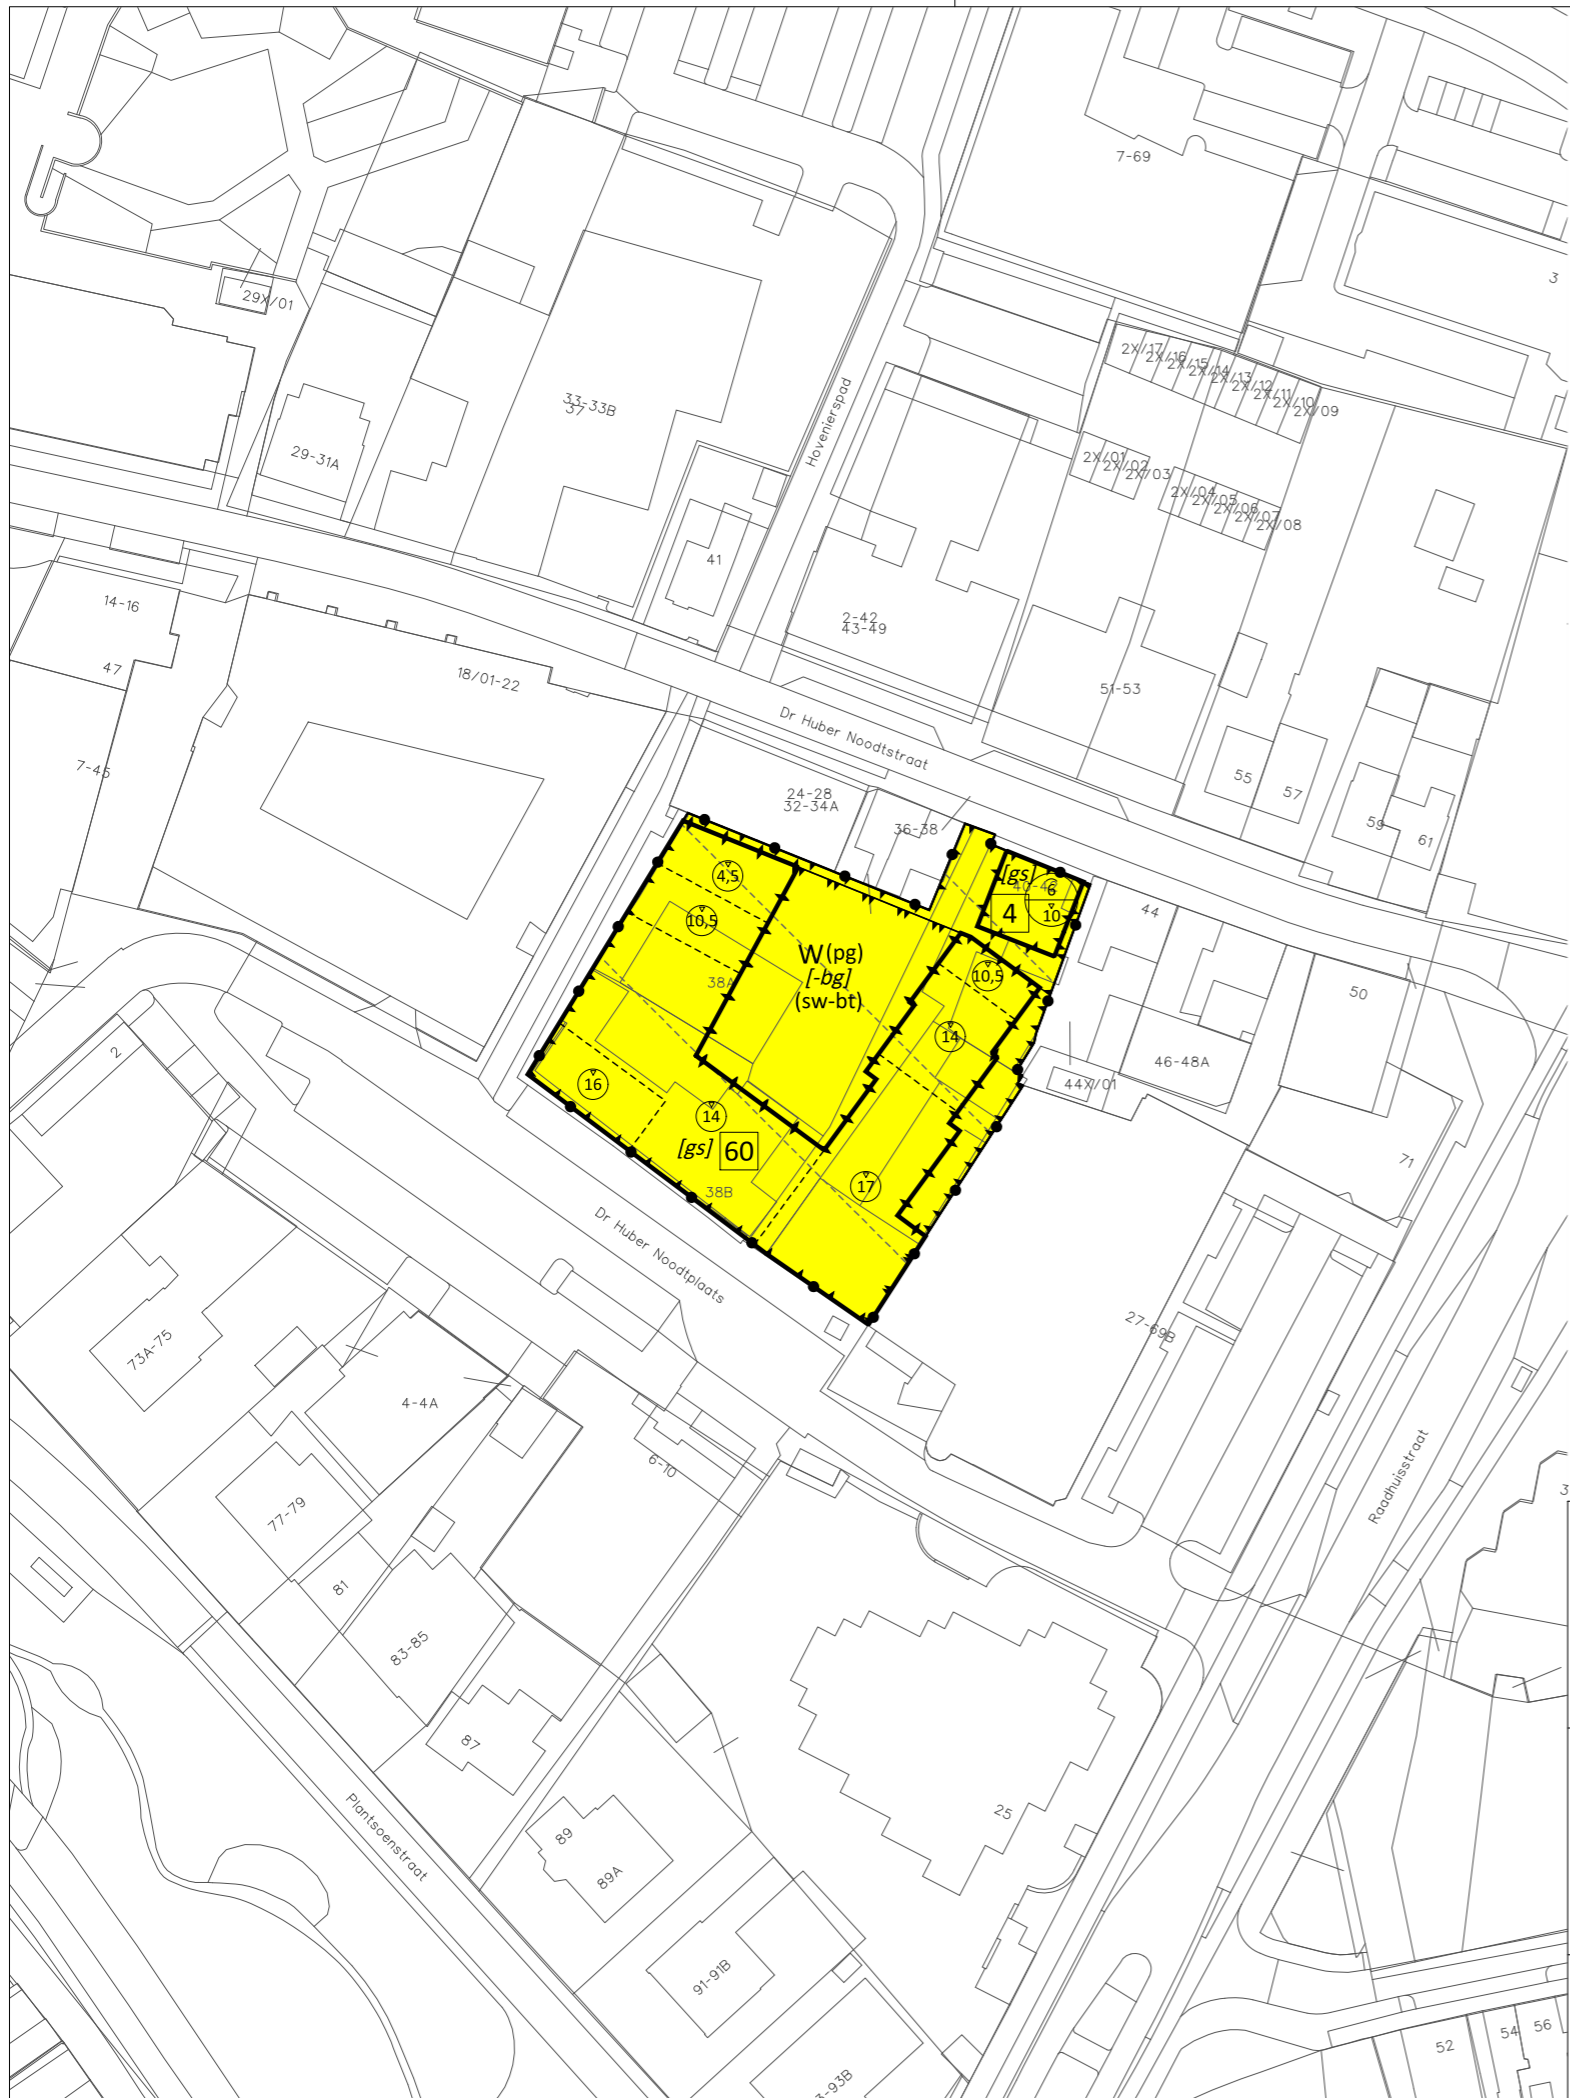 7-69
3
29X/01
2X/17
2X/16
2X/15
2X/14
2X/13
2X/12
2X/11
2X/10
2X/09
33-33B
37
Hovenierspad
29-31A
2X/01
2X/02
2X/03
2X/04
2X/05
2X/06
2X/07
2X/08
41
14-16
2-42
43-49
47
18/01-22
51-53
Dr Huber Noodtstraat
7-45
55
57
24-28
32-34A
36-38
59
61
4,5
[gs]
40-42
6
10
4
44
10,5
W(pg)
[-bg]
(sw-bt)
38A
10,5
50
14
2
16
44X/01
46-48A
14
[gs] 60
38B
17
71
Dr Huber Noodtplaats
27-69B
73A-75
4-4A
6-10
Raadhuisstraat
77-79
81
83-85
87
25
Plantsoenstraat
89
89A
91-91B
52
54
56